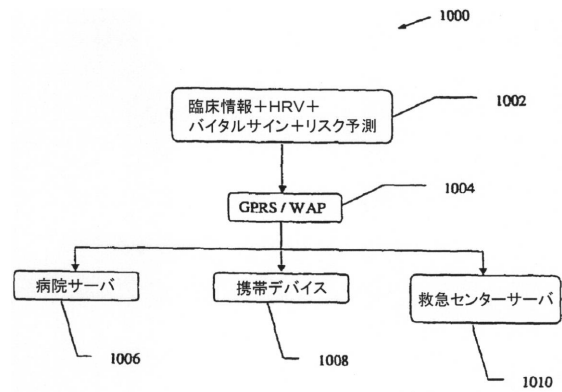 1000
臨床情報+HRV+
バイタルサイン+リスク予測
1002
1004
GPRS / WAP
病院サーバ
携帯デバイス
救急センターサーバ
1006
1008
1010